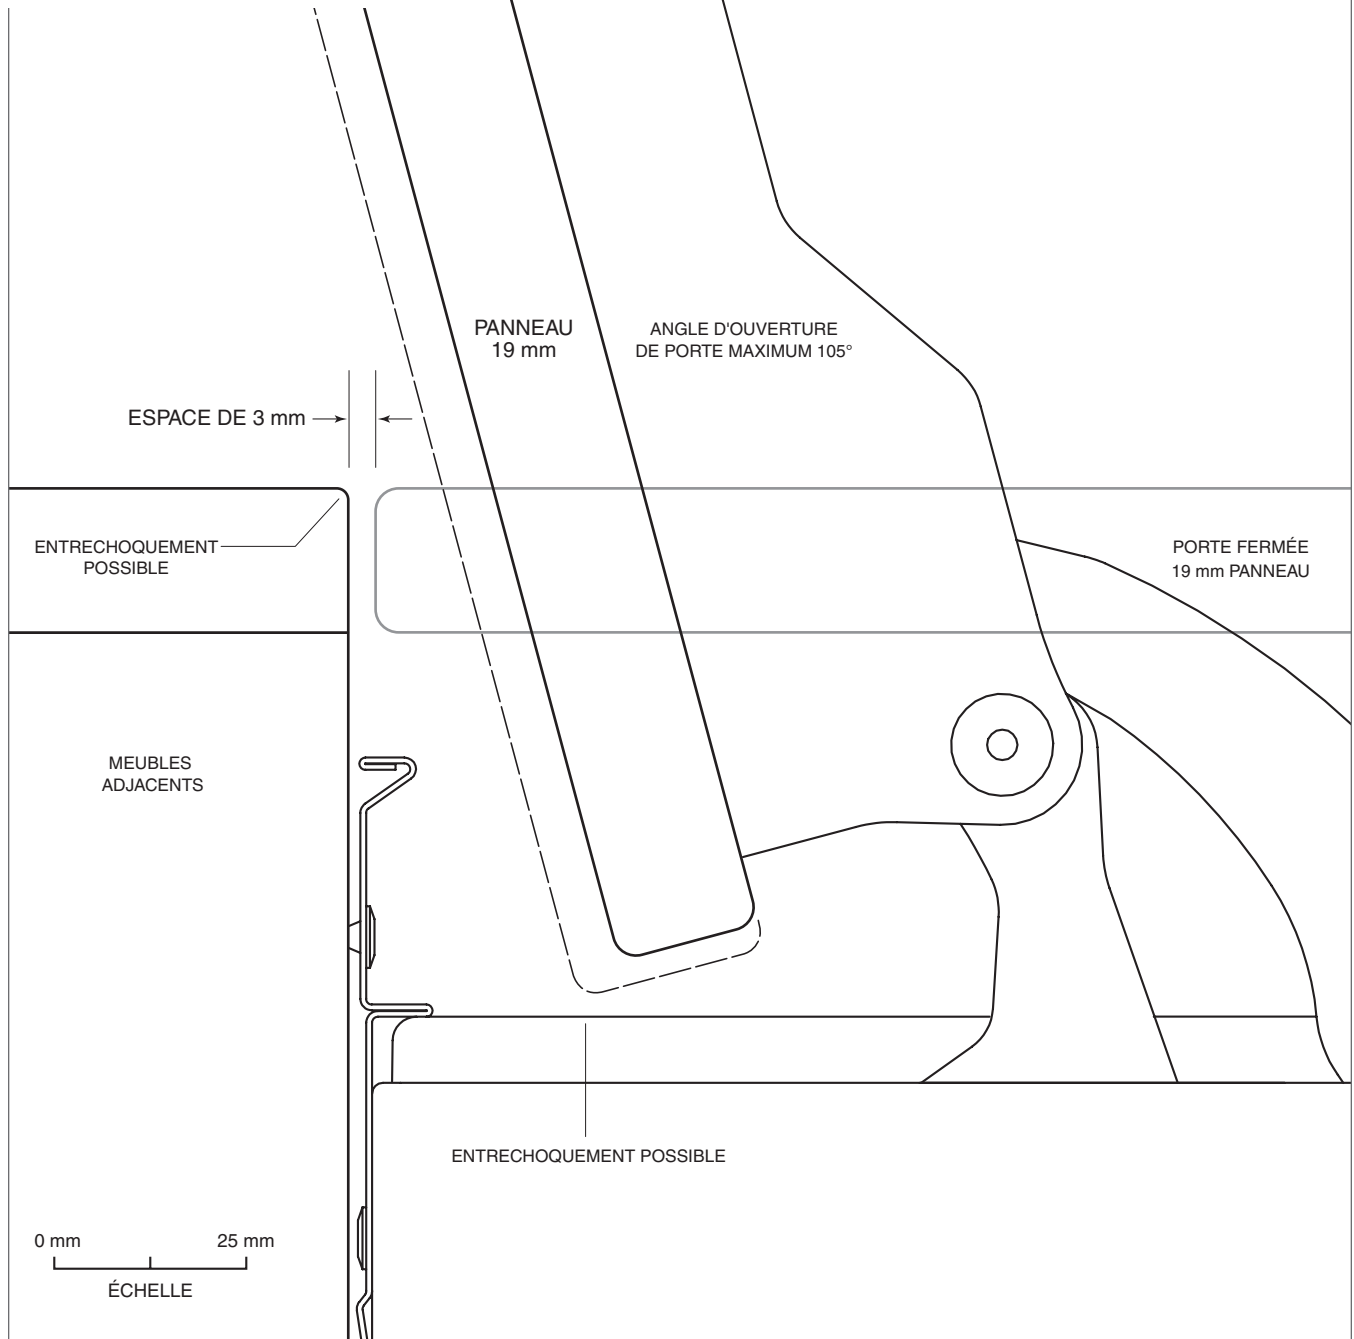 PANNEAU
19 mm
ANGLE D'OUVERTURE
DE PORTE MAXIMUM 105°
ESPACE DE 3 mm
ENTRECHOQUEMENT
POSSIBLE
PORTE FERMÉE
19 mm PANNEAU
MEUBLES
ADJACENTS
ENTRECHOQUEMENT POSSIBLE
0 mm 25 mm
ÉCHELLE